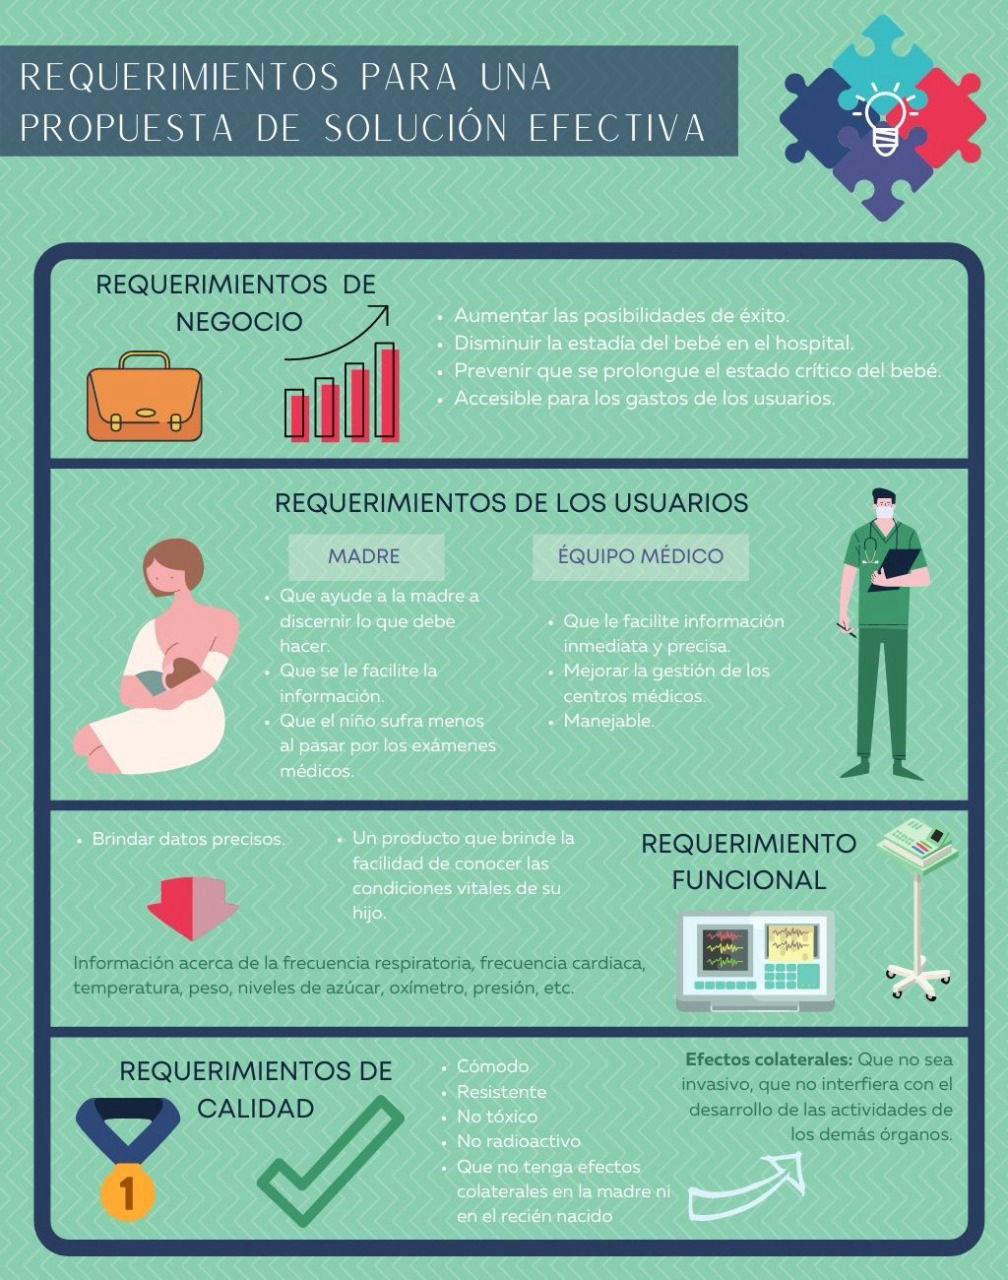 REQUERIMIENTOS PARA UNA
PROPUESTA DE SOLUCIÓN EFECTIVA
REQUERIMIENTOS DE
NEGOCIO
• Aumentar las posibilidades de éxito.
• Disminuir la estadía del bebé en el hospital.
• Prevenir que se prolongue el estado crítico del bebé.
• Accesible para los gastos de los usuarios.
REQUERIMIENTOS DE LOS USUARIOS
MADRE
• Que ayude a la madre a
discernir lo que debe
hacer.
• Que se le facilite la
información.
• Que el niño sufra menos
al pasar por los exámenes
médicos.
ÉQUIPO MÉDICO
• Que le facilite información
inmediata y precisa.
• Mejorar la gestión de los
centros médicos.
• Manejable.
• Brindar datos precisos.
• Un producto que brinde la
facilidad de conocer las
condiciones vitales de su
hijo.
REQUERIMIENTO
FUNCIONAL
Información acerca de la frecuencia respiratoria, frecuencia cardiaca,
temperatura, peso, niveles de azúcar, oxímetro, presión, etc.
REQUERIMIENTOS DE
CALIDAD
1
• Cómodo
• Resistente
• No tóxico
• No radioactivo
• Que no tenga efectos
colaterales en la madre ni
en el recién nacido
Efectos colaterales: Que no sea
invasivo, que no interfiera con el
desarrollo de las actividades de
los demás órganos.